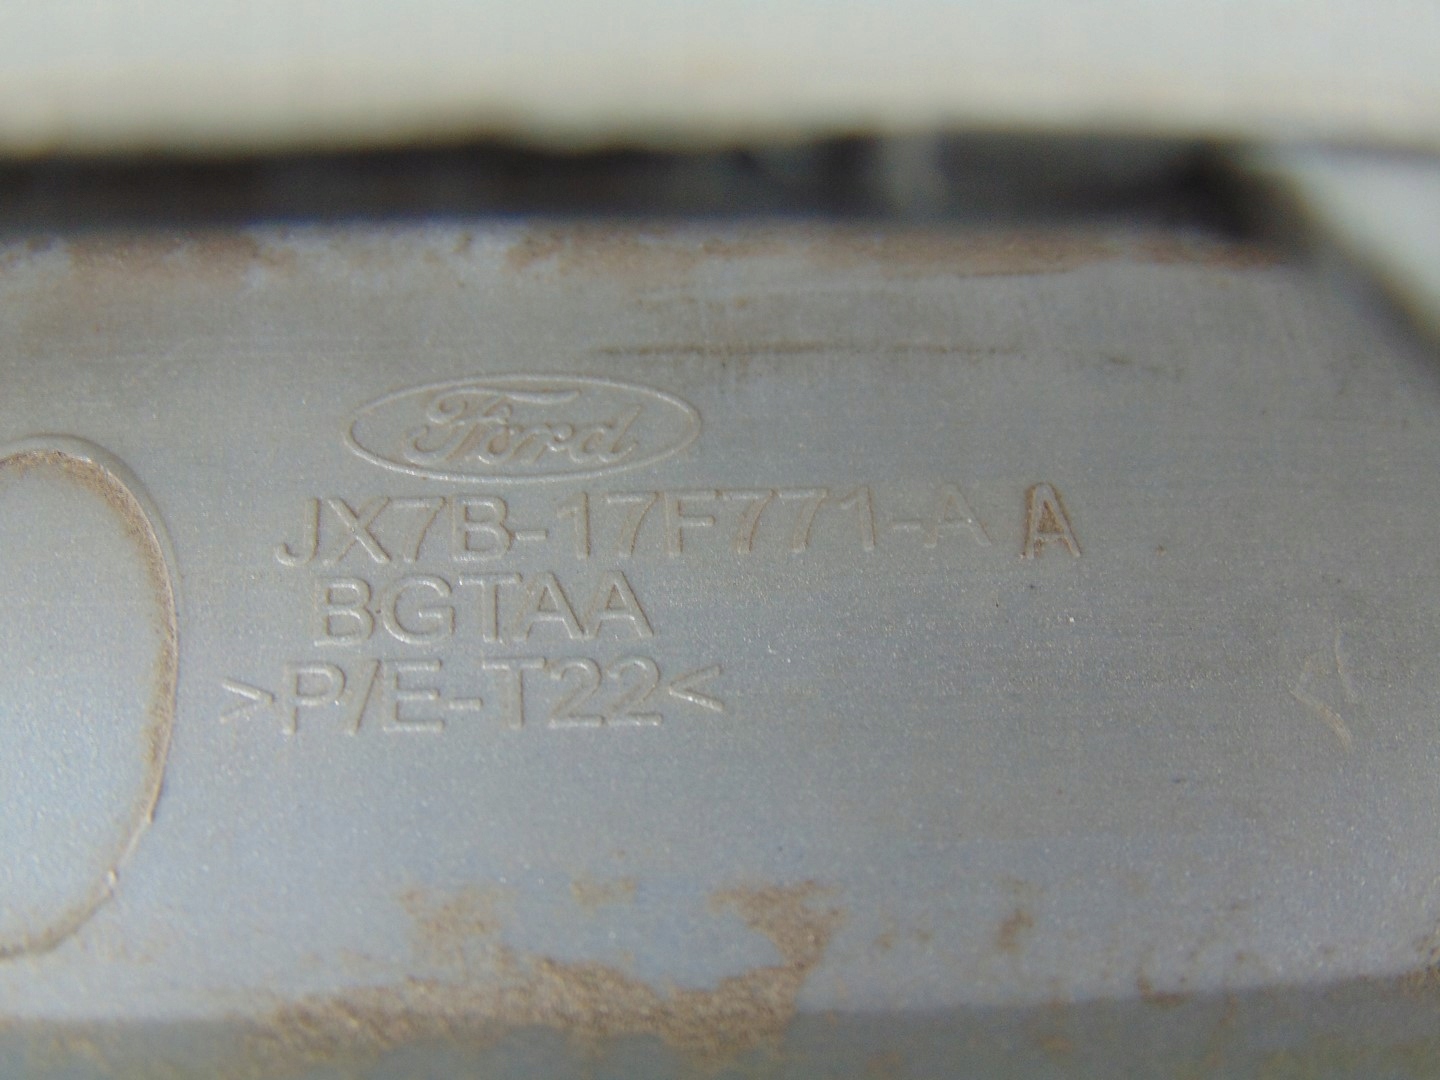 Ford
JX7B-17F771-A A
BGTAA
>P/E-T22<